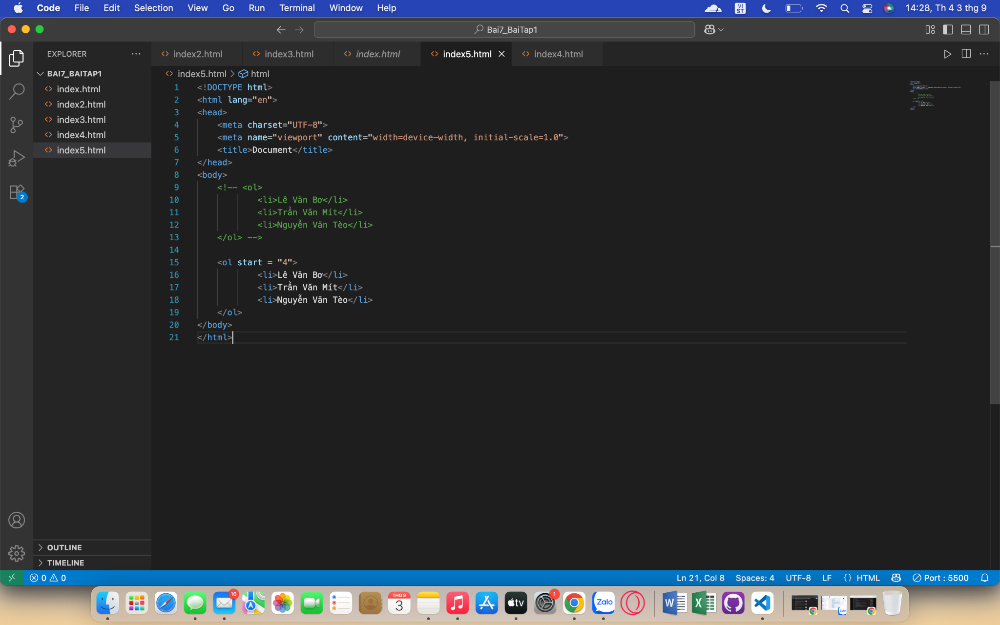 Code File Edit Selection View Go Run Terminal Window Help
VI
ST
14:28, Th 4 3 thg 9
Bai7_BaiTap1
EXPLORER
index2.html
index3.html
index.html
index5.html
index4.html
BAI7_BAITAP1
index.html
index2.html
index3.html
index4.html
index5.html
2
index5.html > html
1 <!DOCTYPE html>
2 <html lang="en">
3 <head>
4 <meta charset="UTF-8">
5 <meta name="viewport" content="width=device-width, initial-scale=1.0">
6 <title>Document</title>
7 </head>
8 <body>
9 <!-- <ol>
10 <li>Lê Văn Bơ</li>
11 <li>Trần Văn Mít</li>
12 <li>Nguyễn Văn Tèo</li>
13 </ol> -->
14
15 <ol start = "4">
16 <li>Lê Văn Bơ</li>
17 <li>Trần Văn Mít</li>
18 <li>Nguyễn Văn Tèo</li>
19 </ol>
20 </body>
21 </html>
OUTLINE
TIMELINE
0 0
Ln 21, Col 8 Spaces: 4 UTF-8 LF {} HTML Port : 5500
16
THG 9
3
tv
1
Zalo
W
X